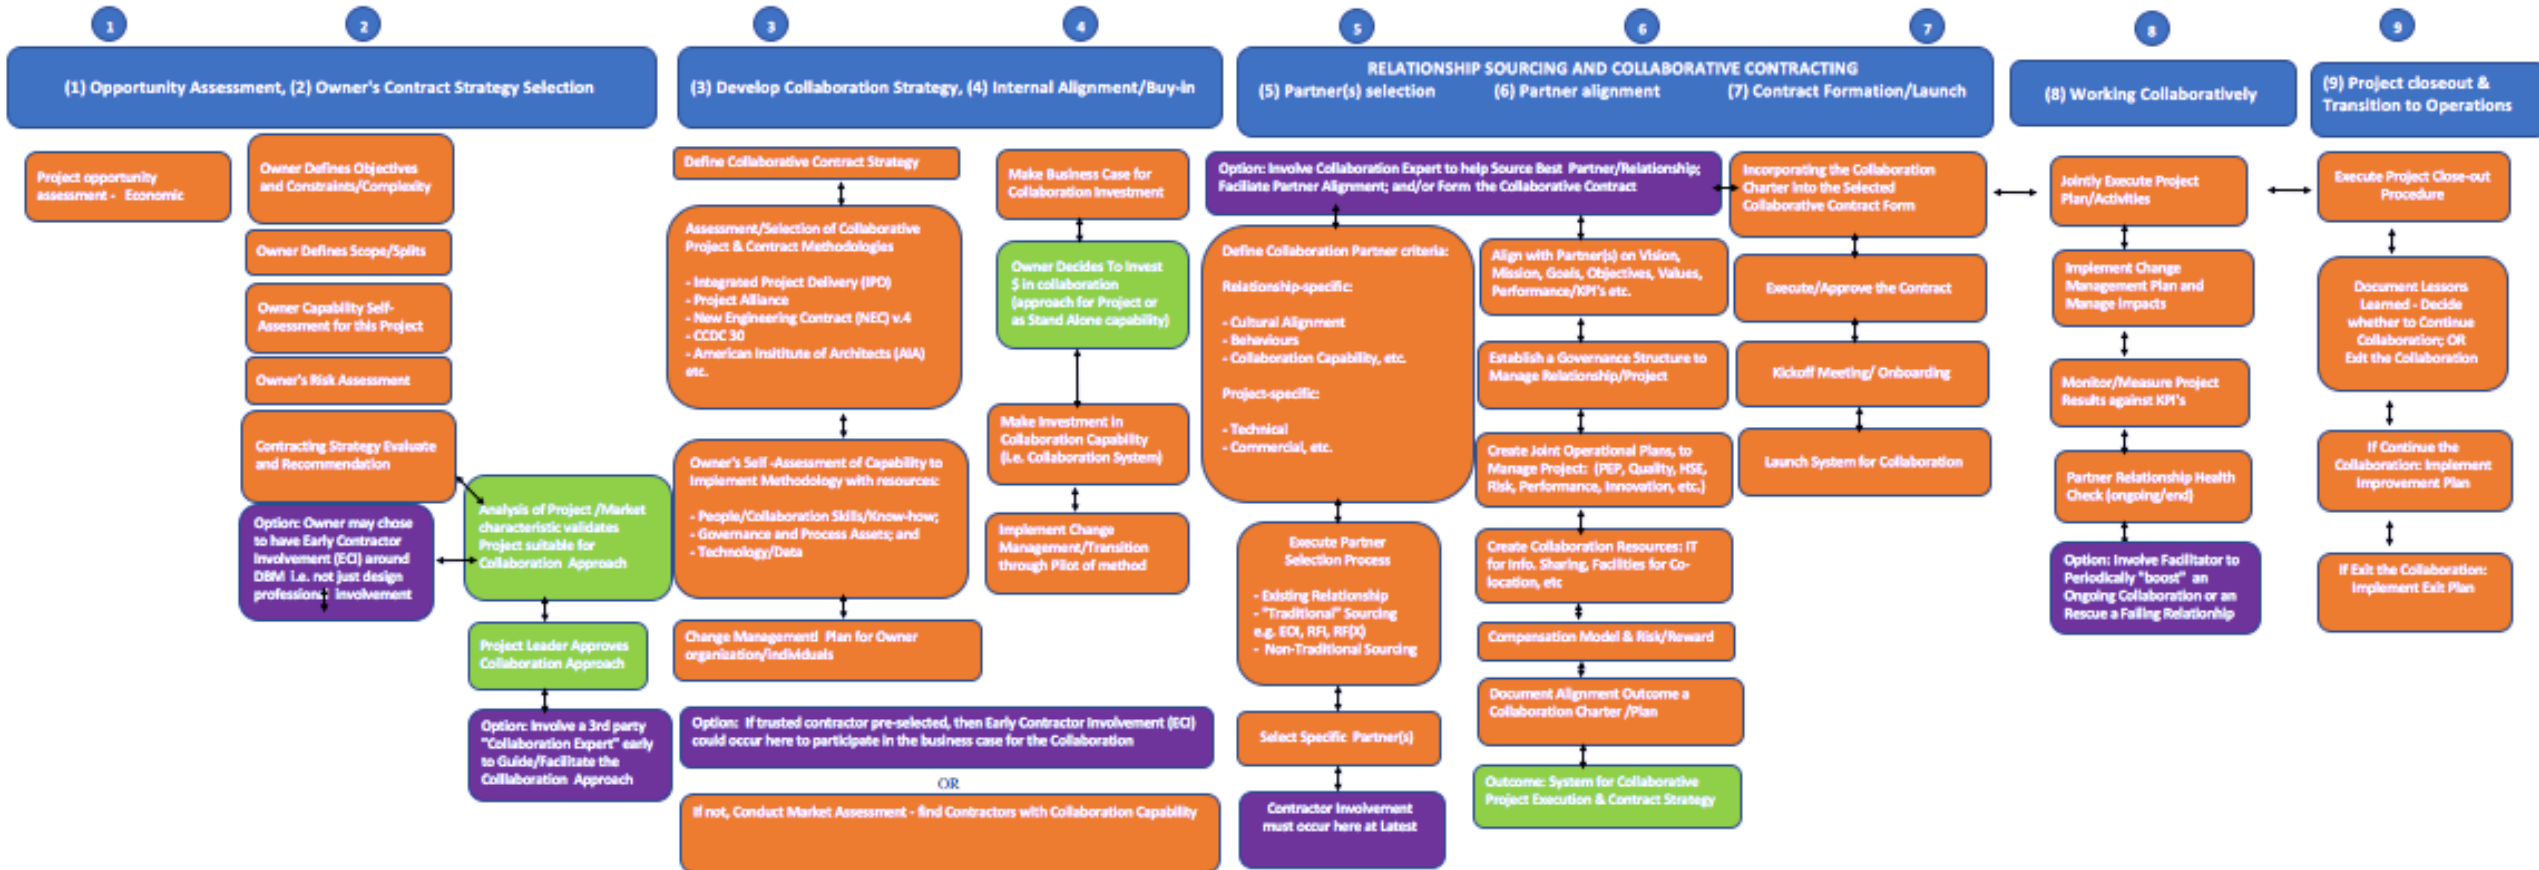 1
2
3
4
5
6
7
8
9
(1) Opportunity Assessment, (2) Owner's Contract Strategy Selection
(3) Develop Collaboration Strategy, (4) Internal Alignment/Buy-in
RELATIONSHIP SOURCING AND COLLABORATIVE CONTRACTING
(5) Partner(s) selection
(6) Partner alignment
(7) Contract Formation/Launch
(8) Working Collaboratively
(9) Project closeout &
Transition to Operations
Project opportunity
assessment - Economic
Owner Defines Objectives
and Constraints/Complexity
Owner Defines Scope/Splits
Owner Capability Self-
Assessment for this Project
Owner's Risk Assessment
Contracting Strategy Evaluate
and Recommendation
Option: Owner may chose
to have Early Contractor
Involvement (ECI) around
DBM i.e. not just design
professional involvement
Analysis of Project /Market
characteristic validates
Project suitable for
Collaboration Approach
Project Leader Approves
Collaboration Approach
Option: Involve a 3rd party
"Collaboration Expert" early
to Guide/Facilitate the
Colllaboration Approach
Define Collaborative Contract Strategy
Assessment/Selection of Collaborative
Project & Contract Methodologies
- Integrated Project Delivery (IPD)
- Project Alliance
- New Engineering Contract (NEC) v.4
- CCDC 30
- American Insititute of Architects (AIA)
etc.
Owner's Self -Assessment of Capability to
Implement Methodology with resources:
- People/Collaboration Skills/Know-how;
- Governance and Process Assets; and
- Technology/Data
Change Managementl Plan for Owner
organization/individuals
Make Business Case for
Collaboration Investment
Owner Decides To Invest
$ in collaboration
(approach for Project or
as Stand Alone capability)
Make Investment in
Collaboration Capability
(i.e. Collaboration System)
Implement Change
Management/Transition
through Pilot of method
Option: If trusted contractor pre-selected, then Early Contractor Involvement (ECI)
could occur here to participate in the business case for the Collaboration
OR
If not, Conduct Market Assessment - find Contractors with Collaboration Capability
Option: Involve Collaboration Expert to help Source Best Partner/Relationship;
Faciliate Partner Alignment; and/or Form the Collaborative Contract
Define Collaboration Partner criteria:
Relationship-specific:
- Cultural Alignment
- Behaviours
- Collaboration Capability, etc.
Project-specific:
- Technical
- Commercial, etc.
Execute Partner
Selection Process
- Existing Relationship
- "Traditional" Sourcing
e.g. EOI, RFI, RF(X)
- Non-Traditional Sourcing
Select Specific Partner(s)
Contractor Involvement
must occur here at Latest
Align with Partner(s) on Vision,
Mission, Goals, Objectives, Values,
Performance/KPI's etc.
Establish a Governance Structure to
Manage Relationship/Project
Create Joint Operational Plans, to
Manage Project: (PEP, Quality, HSE,
Risk, Performance, Innovation, etc.)
Create Collaboration Resources: IT
for Info. Sharing, Facilities for Co-
location, etc
Compensation Model & Risk/Reward
Document Alignment Outcome a
Collaboration Charter /Plan
Outcome: System for Collaborative
Project Execution & Contract Strategy
Incorporating the Collaboration
Charter into the Selected
Collaborative Contract Form
Execute/Approve the Contract
Kickoff Meeting/ Onboarding
Launch System for Collaboration
Jointly Execute Project
Plan/Activities
Implement Change
Management Plan and
Manage Impacts
Monitor/Measure Project
Results against KPI's
Partner Relationship Health
Check (ongoing/end)
Option: Involve Facilitator to
Periodically "boost" an
Ongoing Collaboration or an
Rescue a Failing Relationship
Execute Project Close-out
Procedure
Document Lessons
Learned - Decide
whether to Continue
Collaboration; OR
Exit the Collaboration
If Continue the
Collaboration: Implement
Improvement Plan
If Exit the Collaboration:
Implement Exit Plan